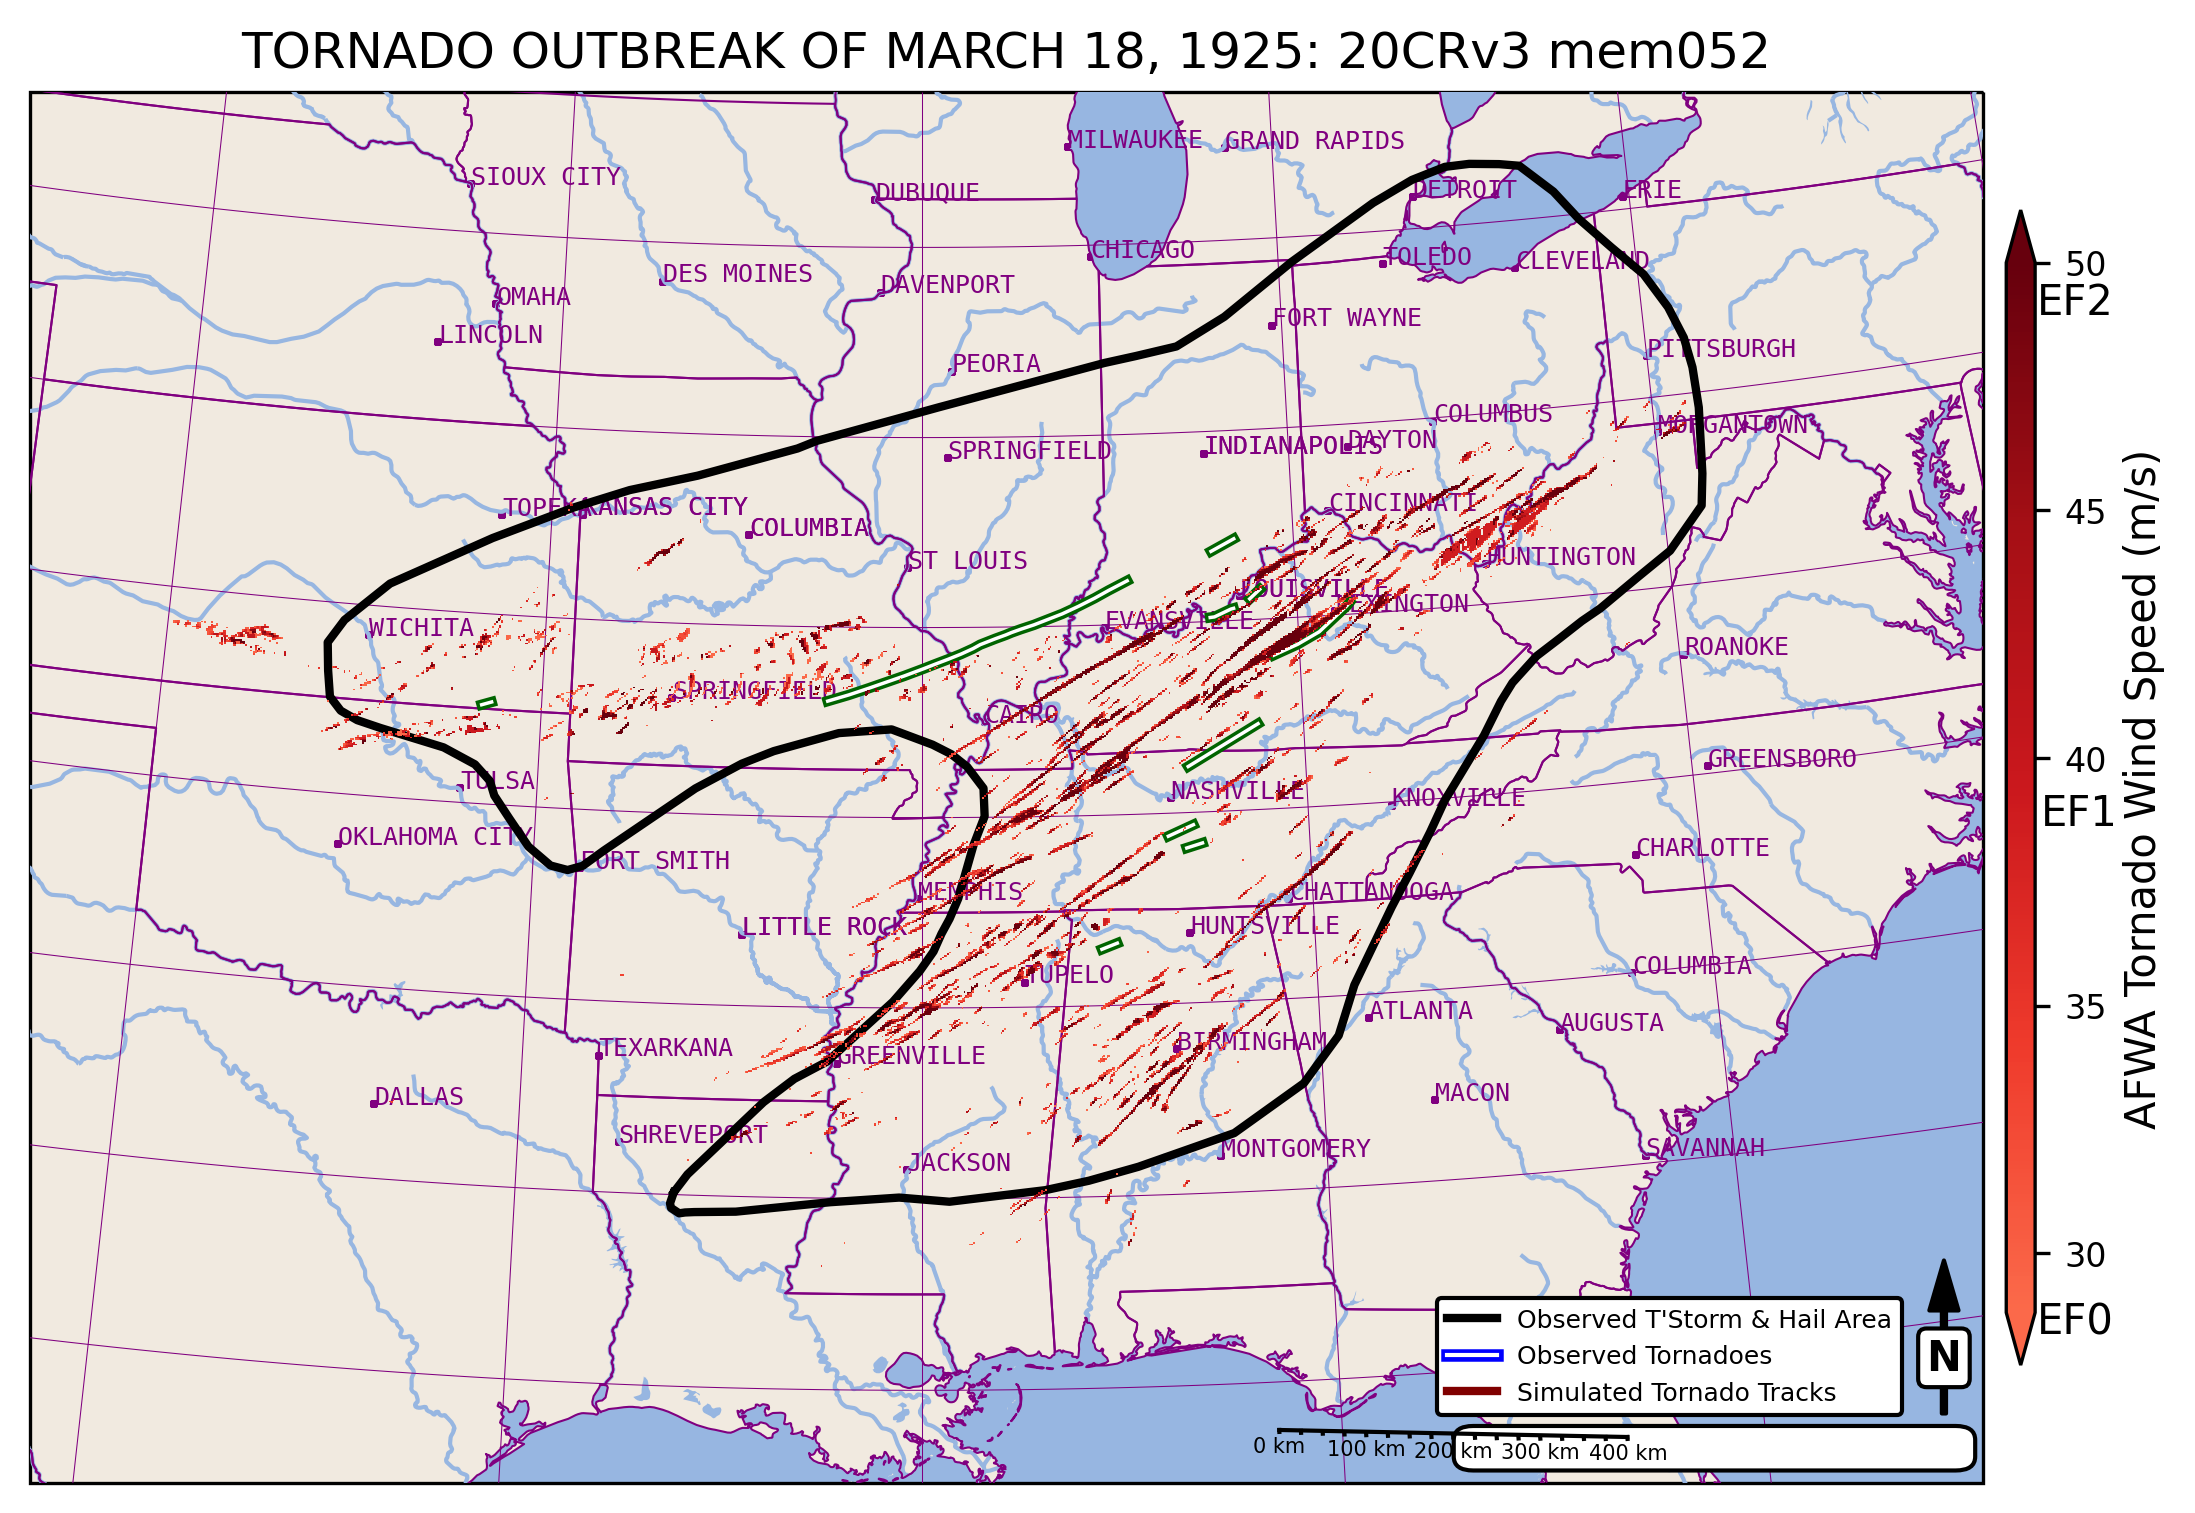 TORNADO OUTBREAK OF MARCH 18, 1925: 20CRv3 mem052
MILWAUKEE
GRAND RAPIDS
SIOUX CITY
DUBUQUE
DETROIT
ERIE
CHICAGO
TOLEDO
CLEVELAND
DES MOINES
DAVENPORT
OMAHA
LINCOLN
FORT WAYNE
PEORIA
PITTSBURGH
COLUMBUS
MORGANTOWN
SPRINGFIELD
INDIANAPOLIS
DAYTON
TOPEKA
KANSAS CITY
CINCINNATI
COLUMBIA
ST LOUIS
HUNTINGTON
LOUISVILLE
LEXINGTON
WICHITA
EVANSVILLE
ROANOKE
SPRINGFIELD
CAIRO
GREENSBORO
TULSA
NASHVILLE
KNOXVILLE
OKLAHOMA CITY
FORT SMITH
CHARLOTTE
MEMPHIS
CHATTANOOGA
LITTLE ROCK
HUNTSVILLE
TUPELO
COLUMBIA
ATLANTA
AUGUSTA
TEXARKANA
GREENVILLE
BIRMINGHAM
DALLAS
MACON
SHREVEPORT
JACKSON
MONTGOMERY
SAVANNAH
Observed T'Storm & Hail Area
Observed Tornadoes
Simulated Tornado Tracks
N
0 km 100 km 200 km 300 km 400 km
50
EF2
45
40
EF1
35
30
EF0
AFWA Tornado Wind Speed (m/s)